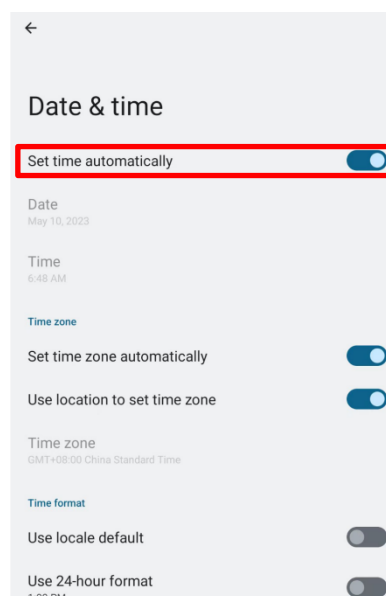 Date & time
Set time automatically
Date
May 10, 2023
Time
6:48 AM
Time zone
Set time zone automatically
Use location to set time zone
Time zone
GMT+08:00 China Standard Time
Time format
Use locale default
Use 24-hour format